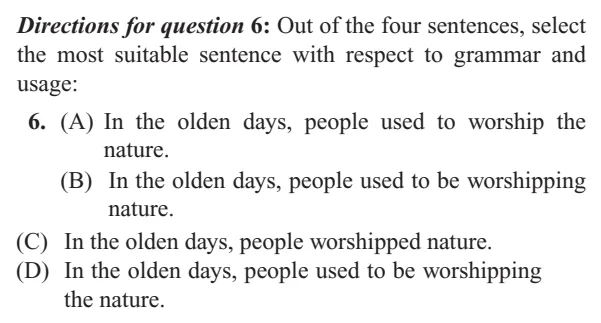 Directions for question 6: Out of the four sentences, select
the most suitable sentence with respect to grammar and
usage:
6. (A) In the olden days, people used to worship the
nature.
(B) In the olden days, people used to be worshipping
nature.
(C) In the olden days, people worshipped nature.
(D) In the olden days, people used to be worshipping
the nature.